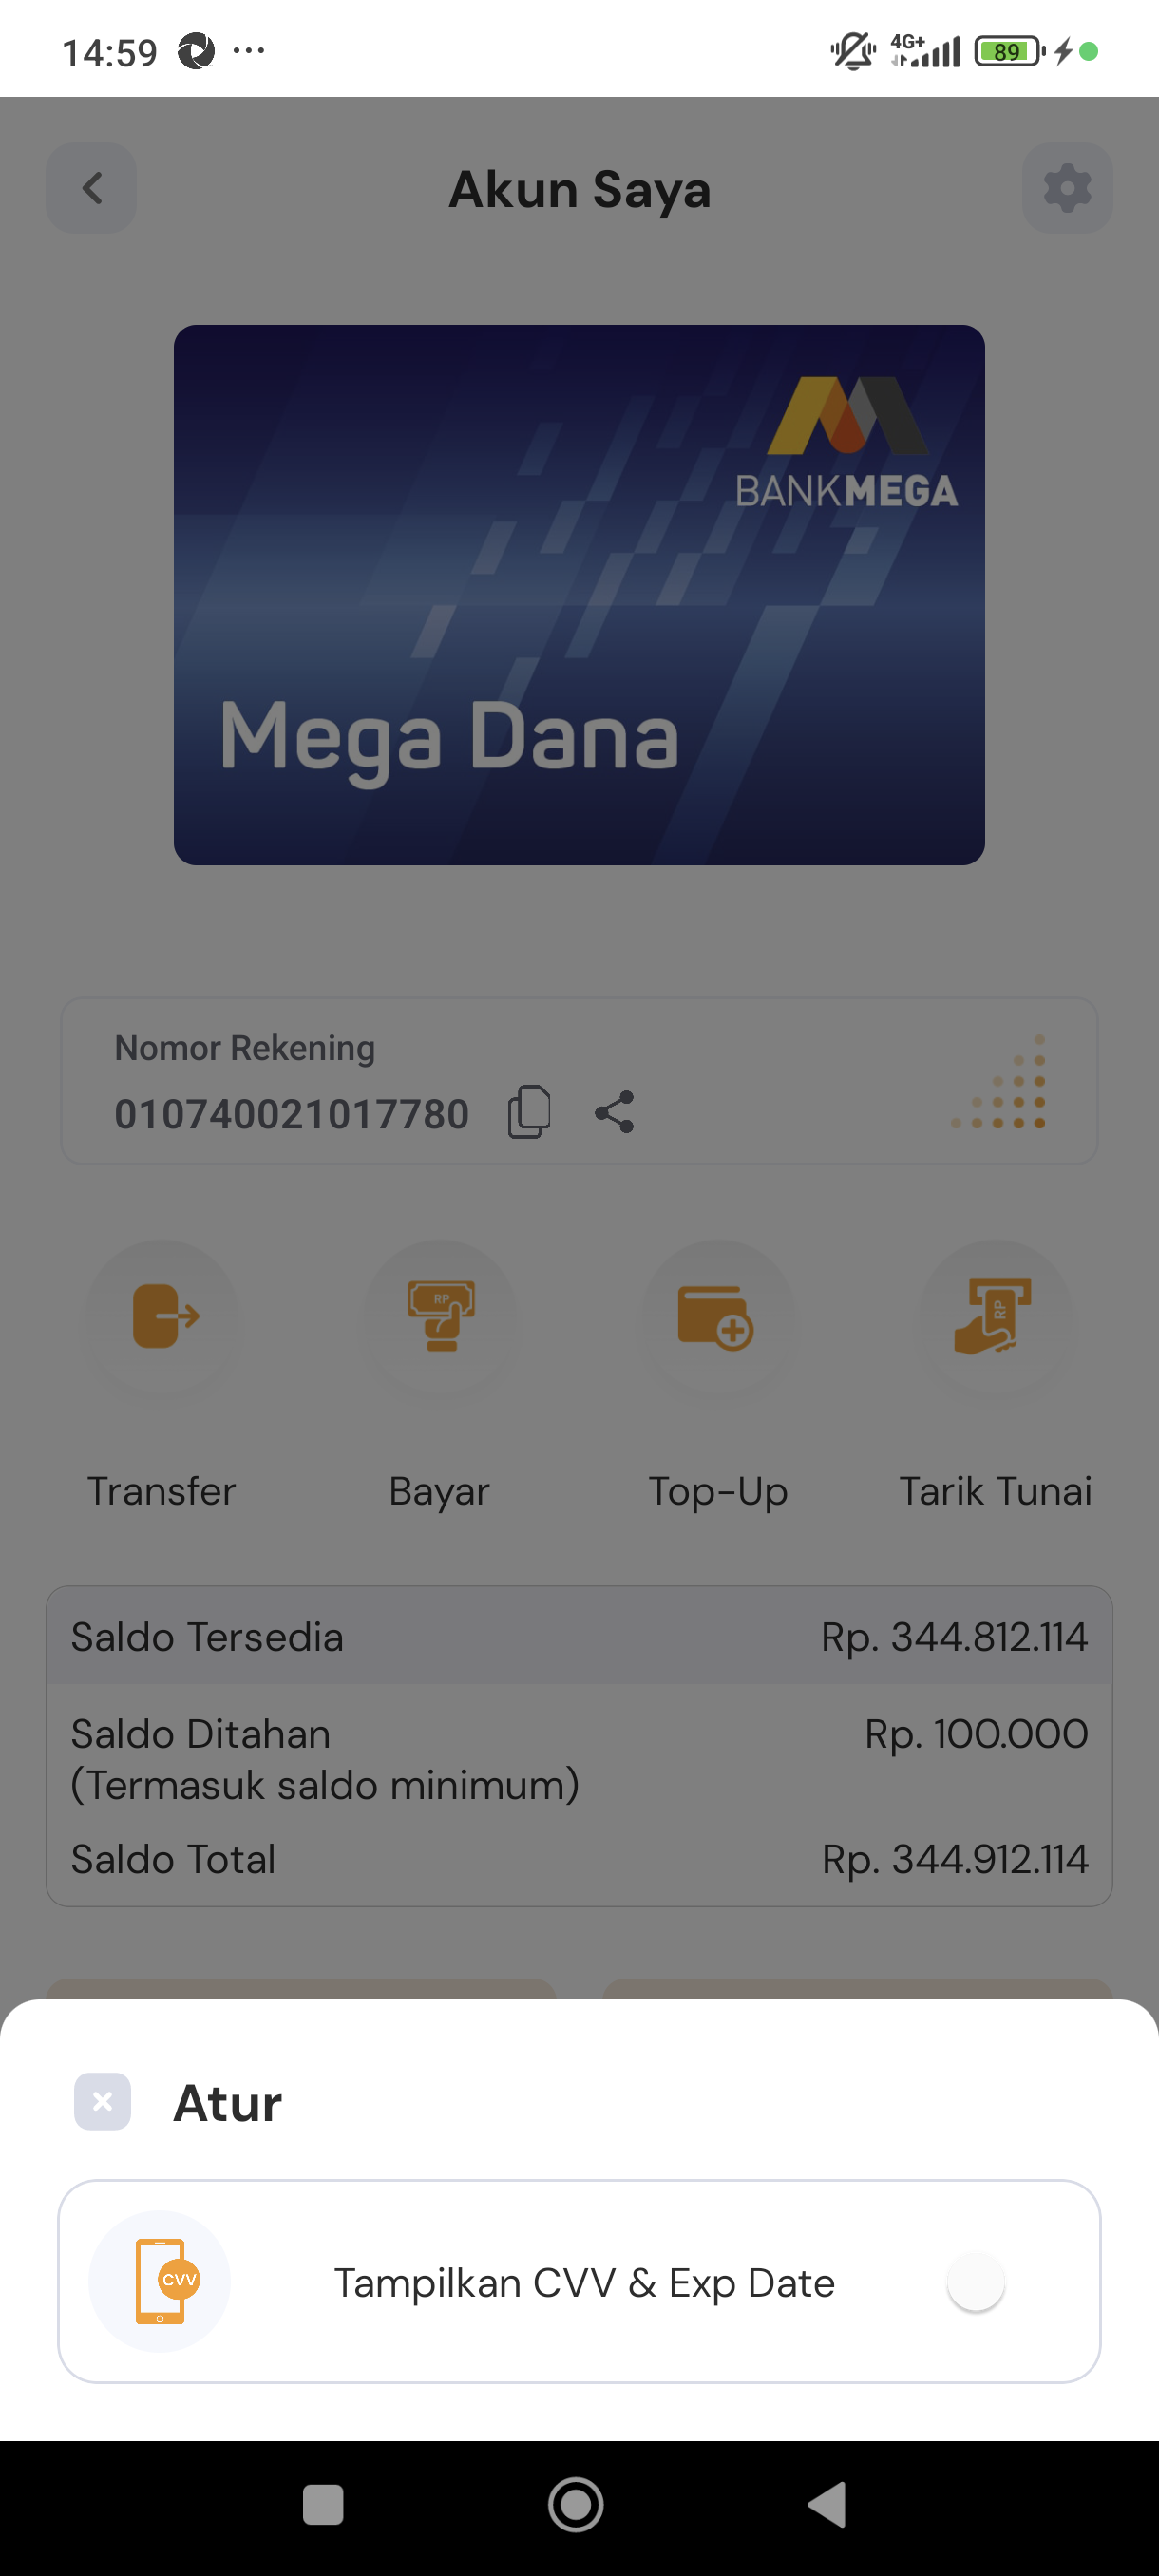 14:59
4G+
89
Akun Saya
BANKMEGA
Mega Dana
Nomor Rekening
010740021017780
RP
RP
Transfer
Bayar
Top-Up
Tarik Tunai
Saldo Tersedia
Rp. 344.812.114
Saldo Ditahan
Rp. 100.000
(Termasuk saldo minimum)
Saldo Total
Rp. 344.912.114
Atur
CVV
Tampilkan CVV & Exp Date